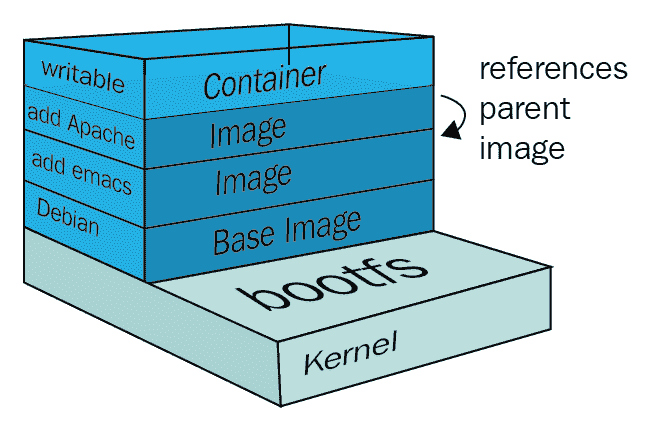 writable
Container
references
parent
image
add Apache
Image
add emacs
Image
Debian
Base Image
bootfs
Kernel